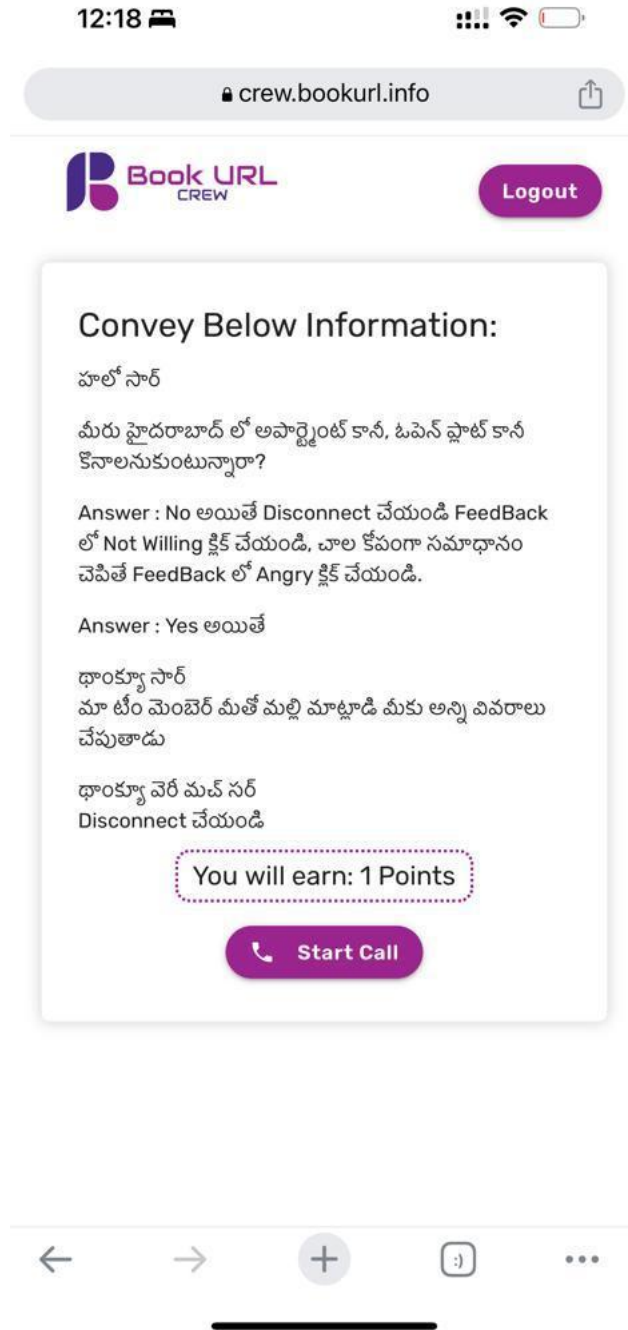 12:18
crew.bookurl.info
Book URL
CREW
Logout
Convey Below Information:
హలో సార్
మీరు హైదరాబాద్ లో అపార్ట్మెంట్ కానీ, ఓపెన్ ప్లాట్ కానీ
కొనాలనుకుంటున్నారా?
Answer : No అయితే Disconnect చేయండి FeedBack
లో Not Willing క్లిక్ చేయండి, చాల కోపంగా సమాధానం
చెపితే FeedBack లో Angry క్లిక్ చేయండి.
Answer : Yes అయితే
థాంక్యూ సార్
మా టీం మెంబెర్ మీతో మల్లి మాట్లాడి మీకు అన్ని వివరాలు
చేపుతాడు
థాంక్యూ వెరీ మచ్ సర్
Disconnect చేయండి
You will earn: 1 Points
Start Call
:)